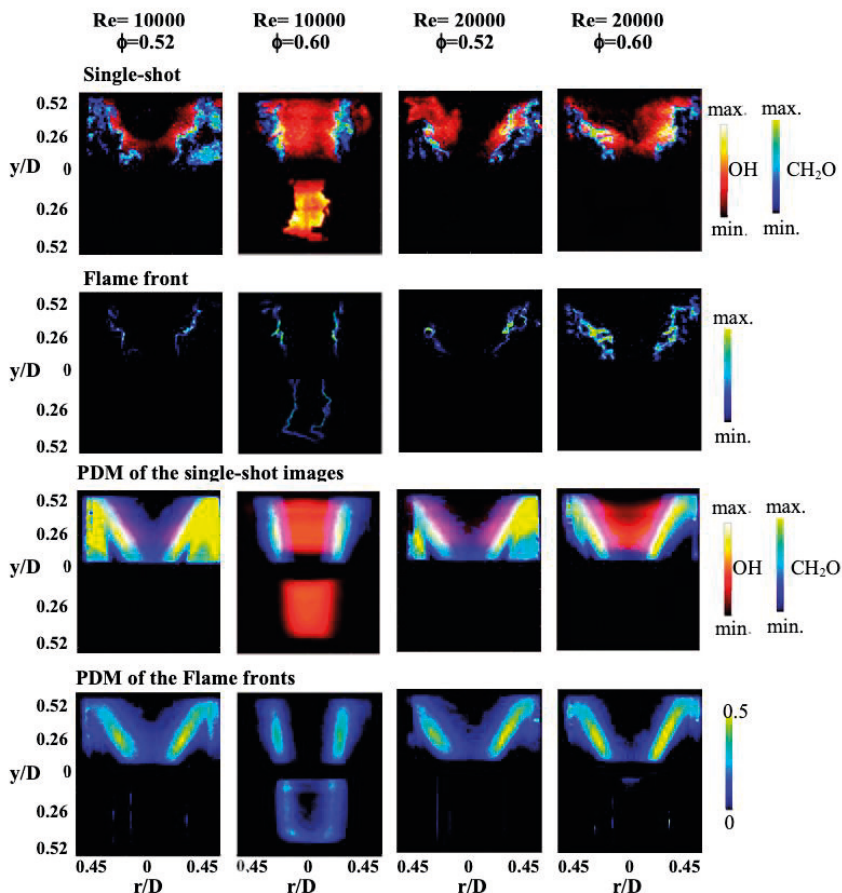 Re= 10000 Re= 10000 Re= 20000 Re= 20000
ϕ=0.52 ϕ=0.60 ϕ=0.52 ϕ=0.60
Single-shot
0.52
0.26
y/D 0
0.26
0.52
max. max.
OH CH₂O
min. min.
Flame front
0.52
0.26
y/D 0
0.26
0.52
max.
min.
PDM of the single-shot images
0.52
0.26
y/D 0
0.26
0.52
max. max.
OH CH₂O
min. min.
PDM of the Flame fronts
0.52
0.26
y/D 0
0.26
0.52
0.5
0
0.45 0 0.45 0.45 0 0.45 0.45 0 0.45 0.45 0 0.45
r/D r/D r/D r/D